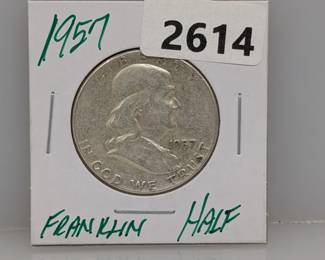 1957
2614
LIBERTY
1957
IN GOD WE TRUST
FRANKLIN HALF